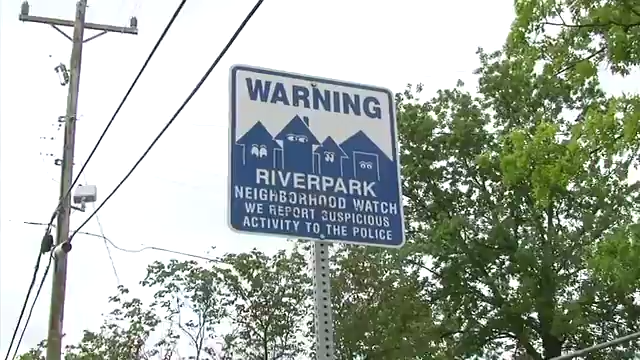 WARNING
RIVERPARK
NEIGHBORHOOD WATCH
WE REPORT SUSPICIOUS
ACTIVITY TO THE POLICE